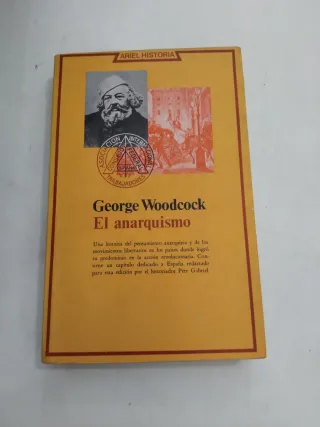 ARIEL HISTORIA
George Woodcock
El anarquismo
Una historia del pensamiento anarquista y de los
movimientos libertarios en los países donde logró
su predominio en la acción revolucionaria. Con-
tiene un capítulo dedicado a España, redactado
para esta edición por el historiador Pere Gabriel